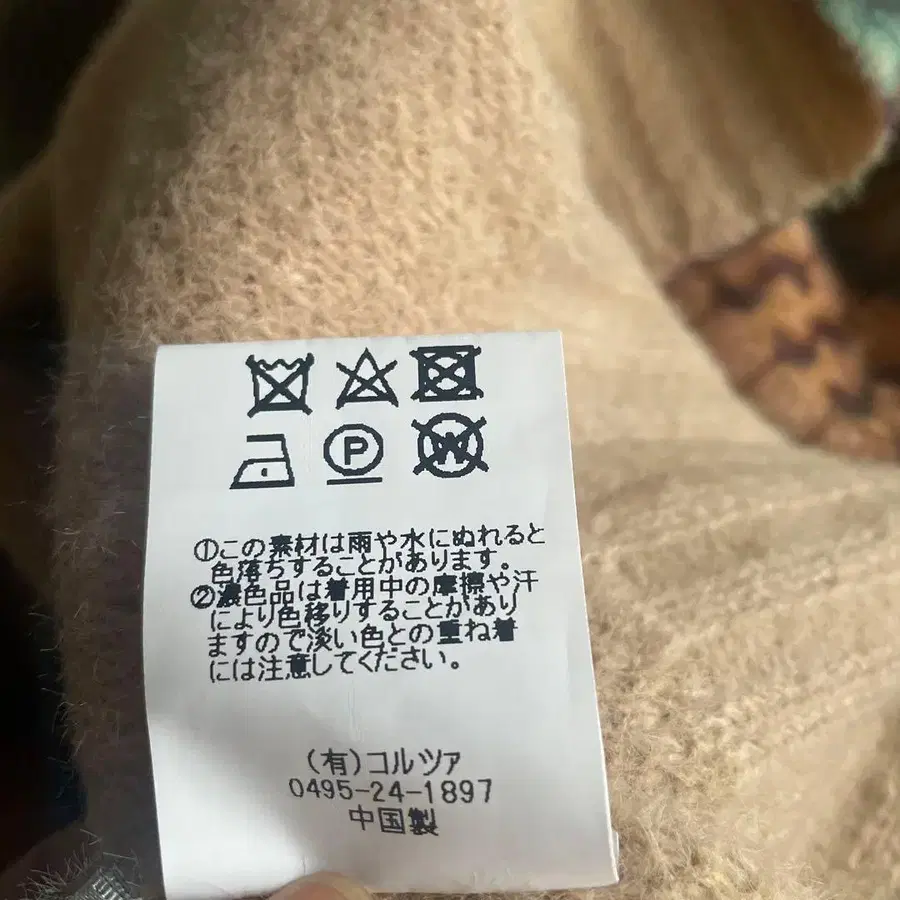 P W
①この素材は雨や水にぬれると
色落ちすることがあります。
②濃色品は着用中の摩擦や汗
により色移りすることがあり
ますので淡い色との重ね着
には注意してください。
(有)コルツァ
0495-24-1897
中国製